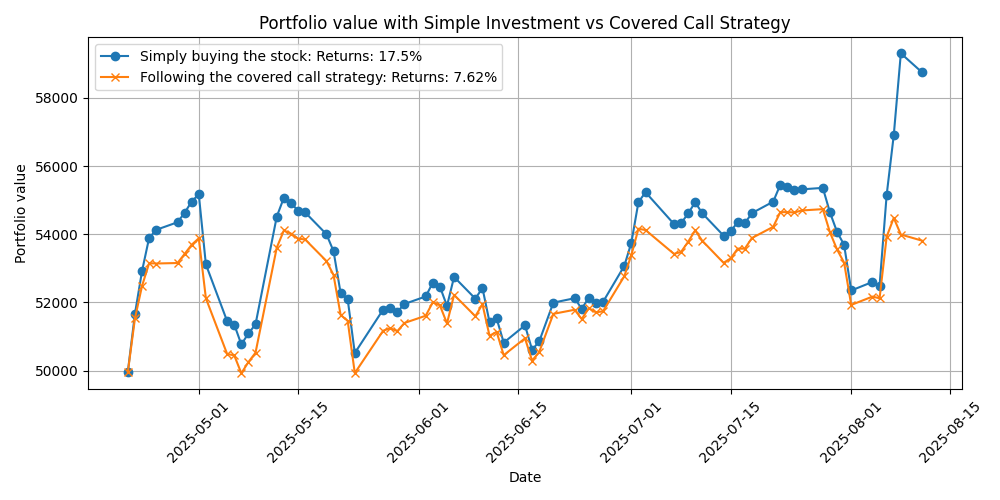 Portfolio value with Simple Investment vs Covered Call Strategy
Simply buying the stock: Returns: 17.5%
Following the covered call strategy: Returns: 7.62%
Portfolio value
58000
56000
54000
52000
50000
2025-05-01
2025-05-15
2025-06-01
2025-06-15
2025-07-01
2025-07-15
2025-08-01
2025-08-15
Date